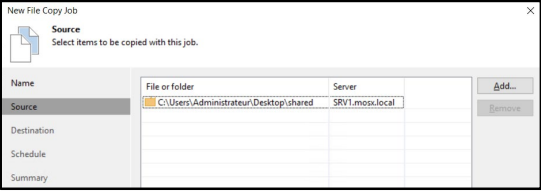 New File Copy Job
Source
Select items to be copied with this job.
Name
Source
Destination
Schedule
Summary
File or folder Server
C:\Users\Administrateur\Desktop\shared SRV1.mosx.local
Add...
Remove